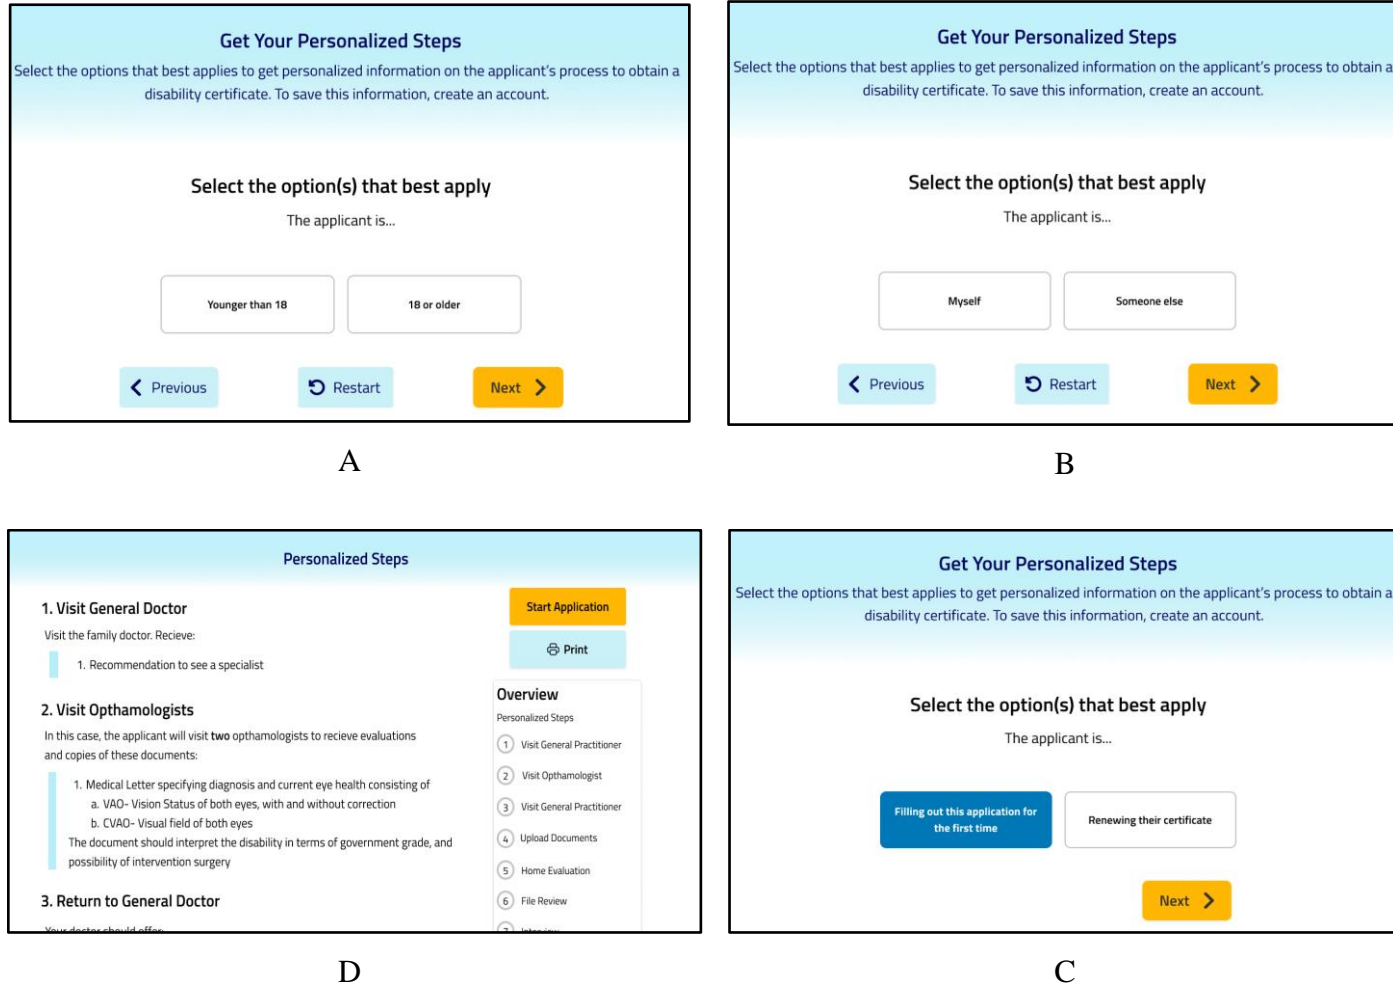 Get Your Personalized Steps
Select the options that best applies to get personalized information on the applicant's process to obtain a
disability certificate. To save this information, create an account.
Select the option(s) that best apply
The applicant is...
Younger than 18
18 or older
Previous
Restart
Next
A
Get Your Personalized Steps
Select the options that best applies to get personalized information on the applicant's process to obtain a
disability certificate. To save this information, create an account.
Select the option(s) that best apply
The applicant is...
Myself
Someone else
Previous
Restart
Next
B
Personalized Steps
1. Visit General Doctor
Visit the family doctor. Recieve:
1. Recommendation to see a specialist
2. Visit Opthamologists
In this case, the applicant will visit two opthamologists to recieve evaluations
and copies of these documents:
1. Medical Letter specifying diagnosis and current eye health consisting of
a. VAO- Vision Status of both eyes, with and without correction
b. CVAO- Visual field of both eyes
The document should interpret the disability in terms of government grade, and
possibility of intervention surgery
3. Return to General Doctor
Your doctor should offer:
Start Application
Print
Overview
Personalized Steps
1 Visit General Practitioner
2 Visit Opthamologist
3 Visit General Practitioner
4 Upload Documents
5 Home Evaluation
6 File Review
7 Interview
D
Get Your Personalized Steps
Select the options that best applies to get personalized information on the applicant's process to obtain a
disability certificate. To save this information, create an account.
Select the option(s) that best apply
The applicant is...
Filling out this application for
the first time
Renewing their certificate
Next
C